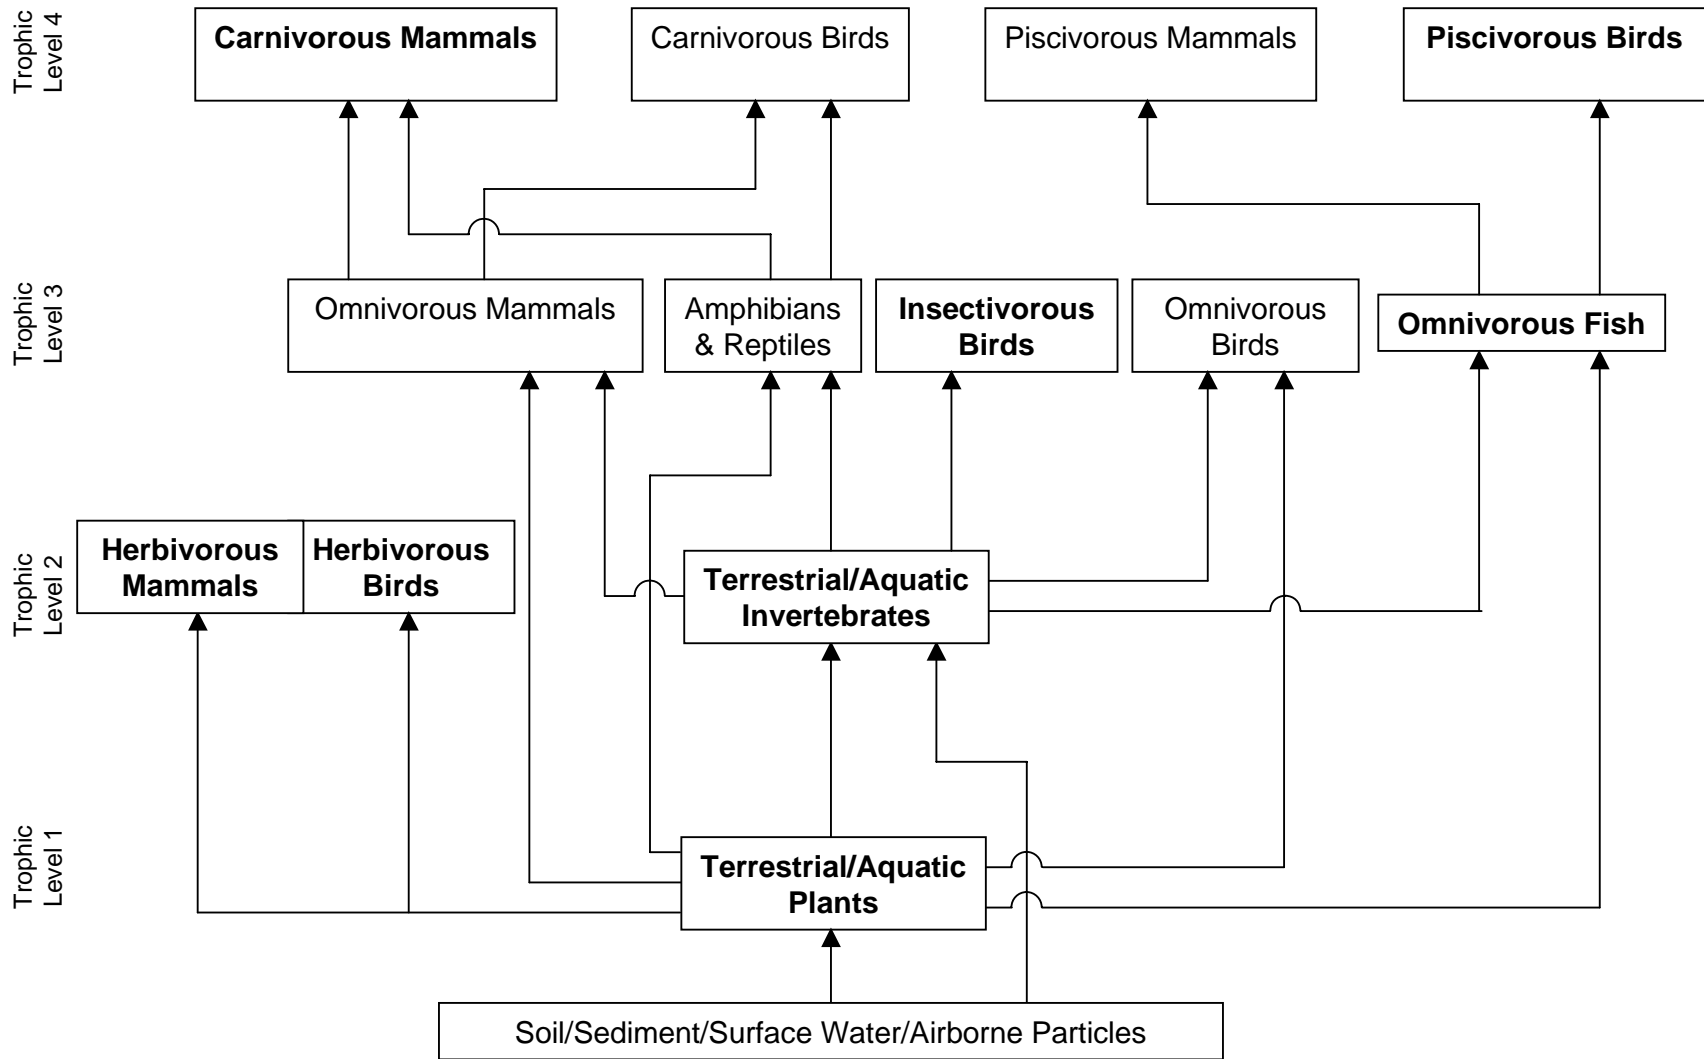 Trophic
Level 4
Carnivorous Mammals
Carnivorous Birds
Piscivorous Mammals
Piscivorous Birds
Trophic
Level 3
Omnivorous Mammals
Amphibians
& Reptiles
Insectivorous
Birds
Omnivorous
Birds
Omnivorous Fish
Trophic
Level 2
Herbivorous
Mammals
Herbivorous
Birds
Terrestrial/Aquatic
Invertebrates
Trophic
Level 1
Terrestrial/Aquatic
Plants
Soil/Sediment/Surface Water/Airborne Particles